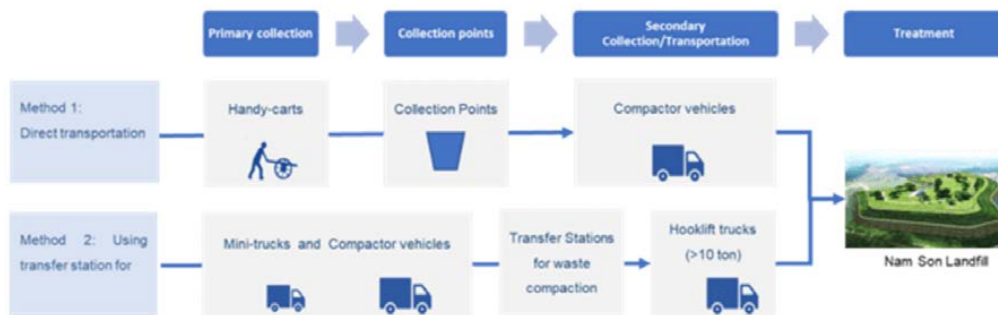 Primary collection
Collection points
Secondary
Collection/Transportation
Treatment
Method 1:
Direct transportation
Handy-carts
Collection Points
Compactor vehicles
Method 2: Using
transfer station for
Mini-trucks and Compactor vehicles
Transfer Stations
for waste
compaction
Hooklift trucks
(>10 ton)
Nam Son Landfill